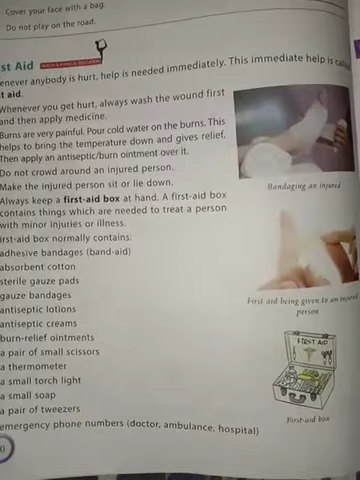 Cover your face with a bag.
Do not play on the road.
st Aid HEALTH & PHYSICAL EDUCATION
enever anybody is hurt, help is needed immediately. This immediate help is called
t aid.
Whenever you get hurt, always wash the wound first
and then apply medicine.
Burns are very painful. Pour cold water on the burns. This
helps to bring the temperature down and gives relief.
Then apply an antiseptic/burn ointment over it.
Do not crowd around an injured person.
Make the injured person sit or lie down.
Always keep a first-aid box at hand. A first-aid box
contains things which are needed to treat a person
with minor injuries or illness.
irst-aid box normally contains:
adhesive bandages (band-aid)
absorbent cotton
sterile gauze pads
gauze bandages
antiseptic lotions
antiseptic creams
burn-relief ointments
a pair of small scissors
a thermometer
a small torch light
a small soap
a pair of tweezers
emergency phone numbers (doctor, ambulance, hospital)
0
Bandaging an injured
First aid being given to an injured
person
FIRST AID
First-aid box